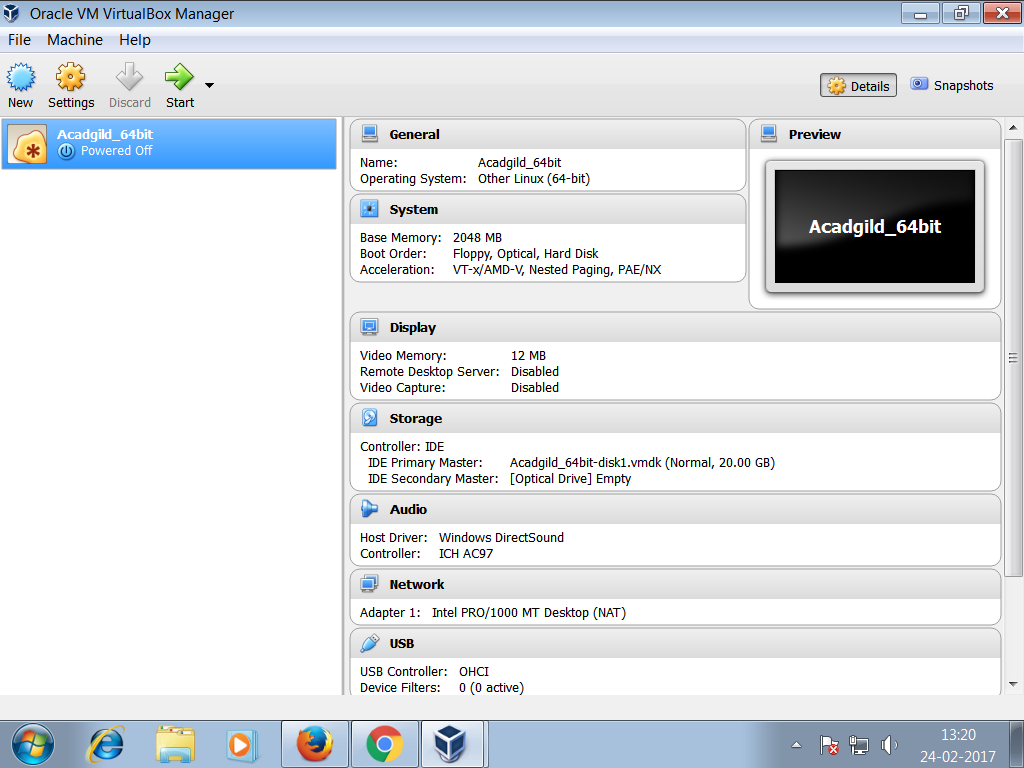 Oracle VM VirtualBox Manager
File Machine Help
New Settings Discard Start
Details Snapshots
Acadgild_64bit
Powered Off
General
Name: Acadgild_64bit
Operating System: Other Linux (64-bit)
Preview
Acadgild_64bit
System
Base Memory: 2048 MB
Boot Order: Floppy, Optical, Hard Disk
Acceleration: VT-x/AMD-V, Nested Paging, PAE/NX
Display
Video Memory: 12 MB
Remote Desktop Server: Disabled
Video Capture: Disabled
Storage
Controller: IDE
IDE Primary Master: Acadgild_64bit-disk1.vmdk (Normal, 20.00 GB)
IDE Secondary Master: [Optical Drive] Empty
Audio
Host Driver: Windows DirectSound
Controller: ICH AC97
Network
Adapter 1: Intel PRO/1000 MT Desktop (NAT)
USB
USB Controller: OHCI
Device Filters: 0 (0 active)
13:20
24-02-2017